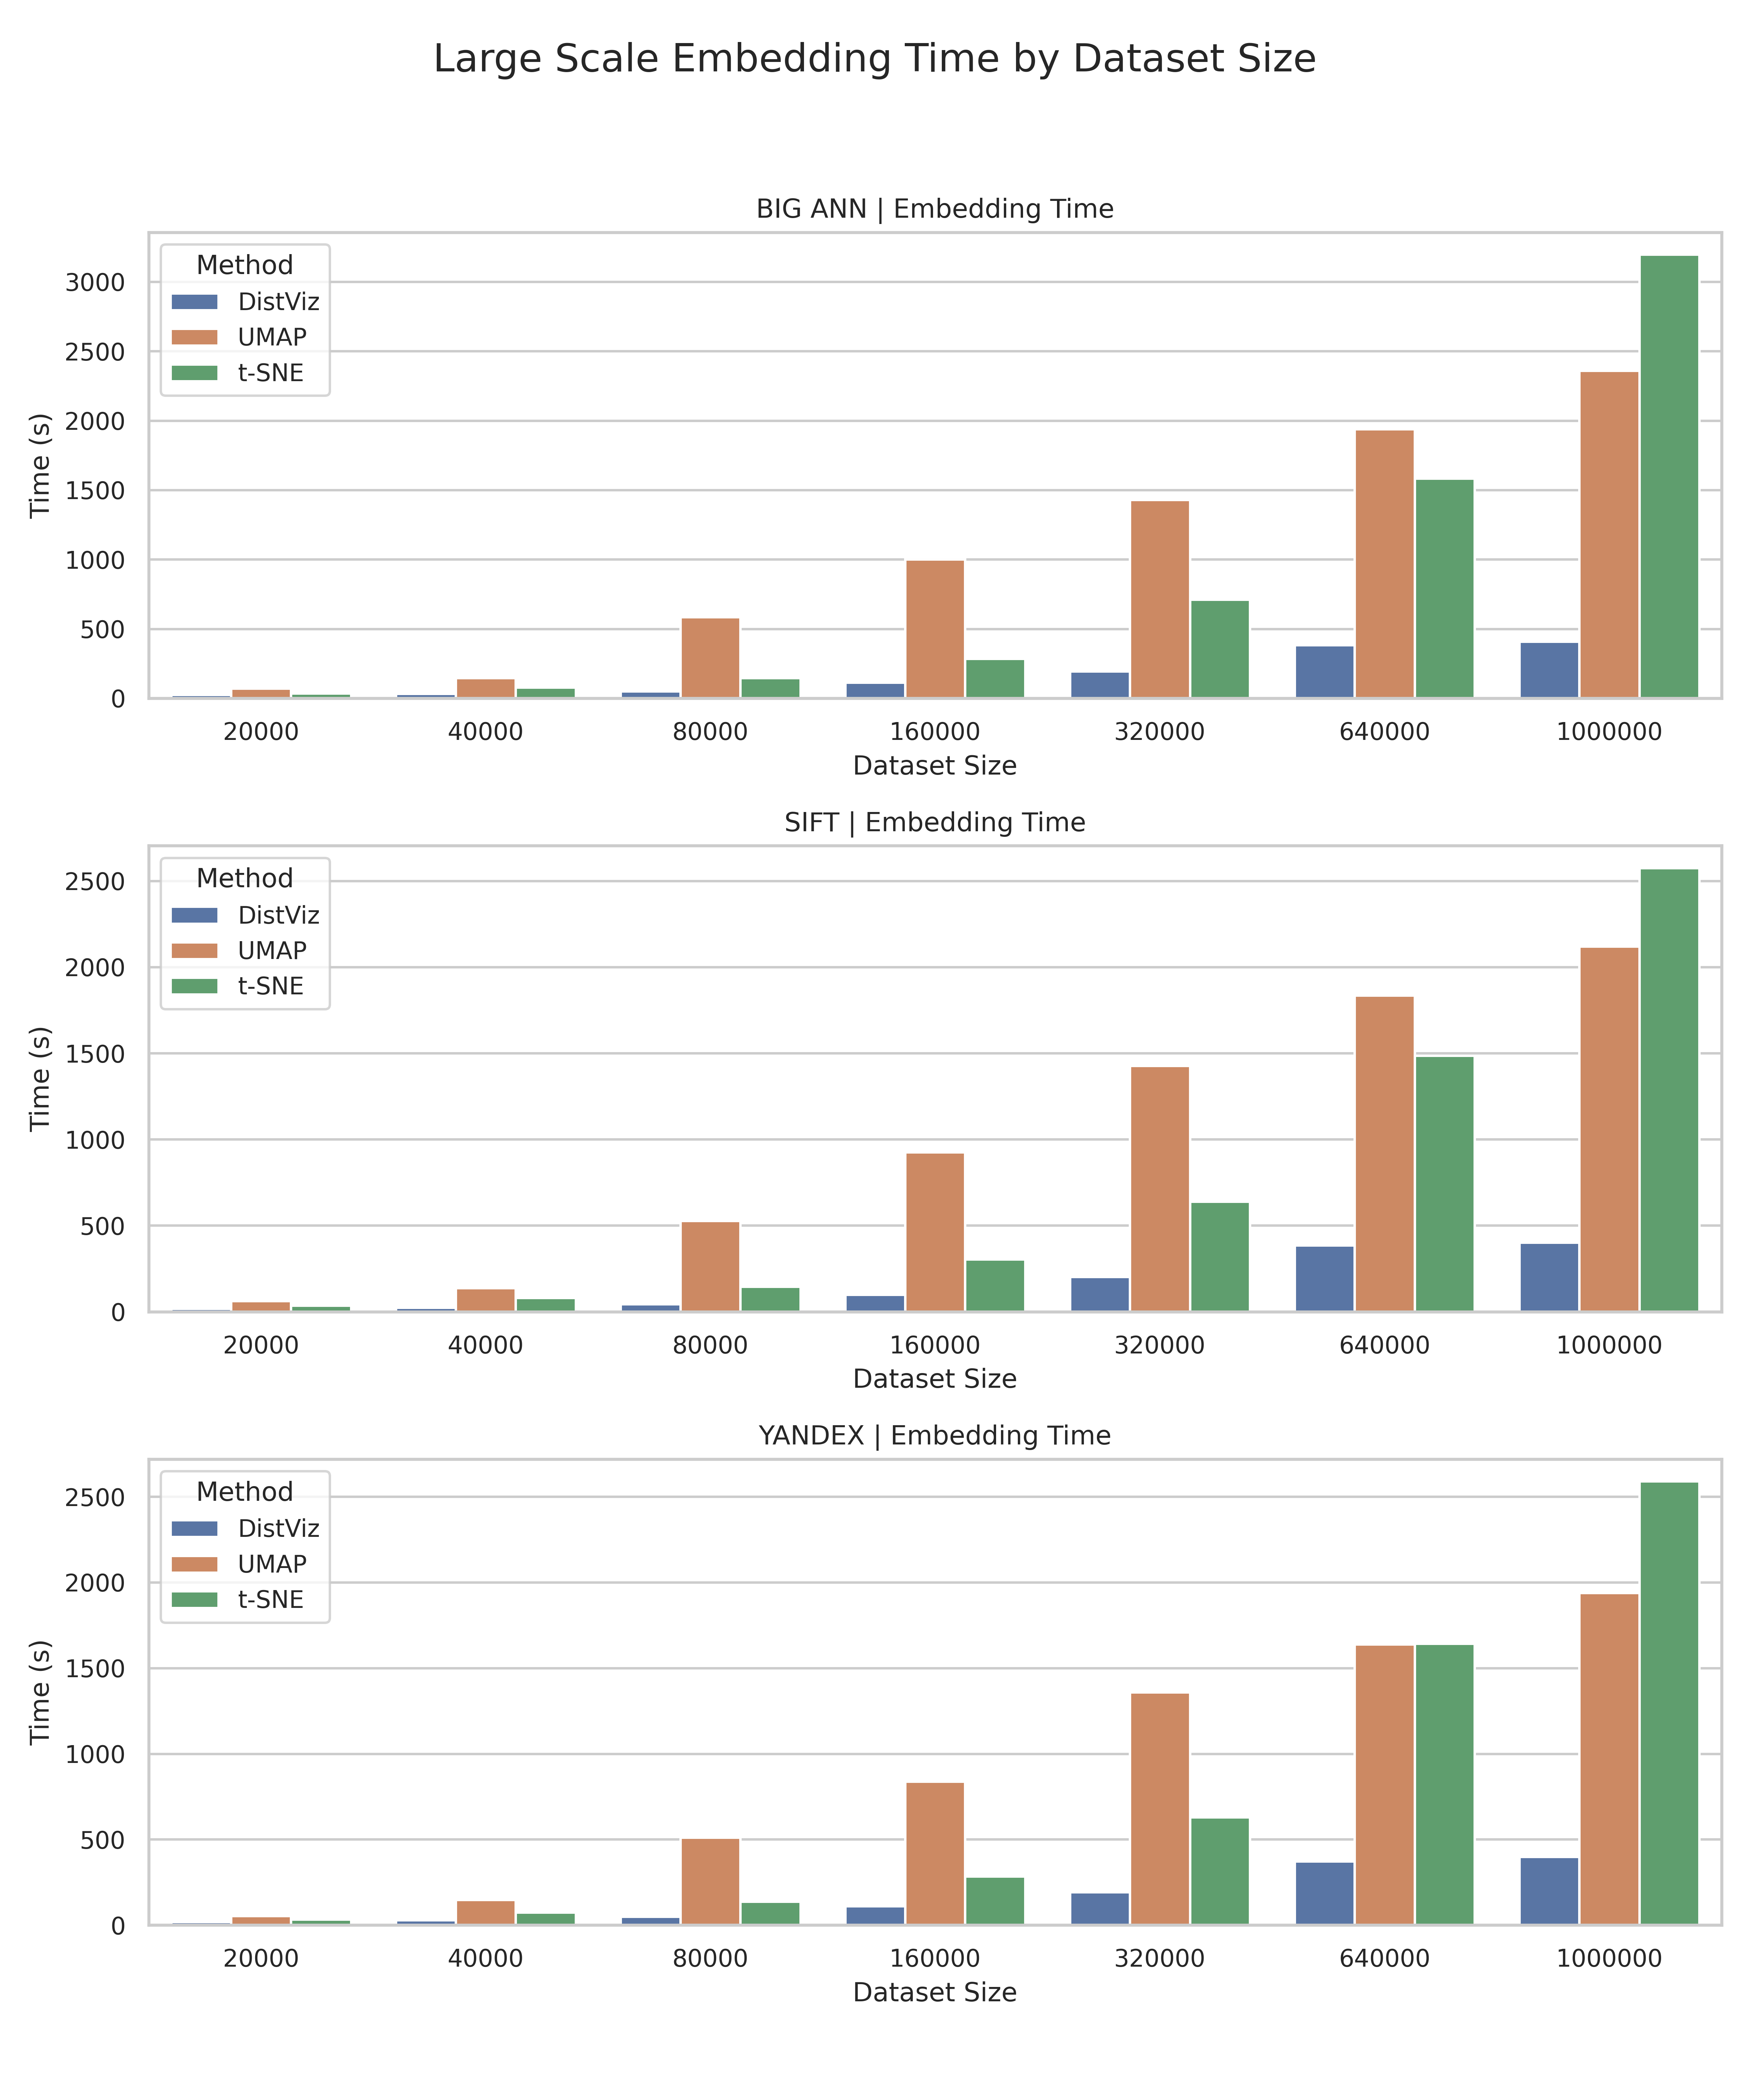 Large Scale Embedding Time by Dataset Size
BIG ANN | Embedding Time
Method
DistViz
UMAP
t-SNE
3000
2500
2000
1500
1000
500
0
Time (s)
20000 40000 80000 160000 320000 640000 1000000
Dataset Size
SIFT | Embedding Time
Method
DistViz
UMAP
t-SNE
2500
2000
1500
1000
500
0
Time (s)
20000 40000 80000 160000 320000 640000 1000000
Dataset Size
YANDEX | Embedding Time
Method
DistViz
UMAP
t-SNE
2500
2000
1500
1000
500
0
Time (s)
20000 40000 80000 160000 320000 640000 1000000
Dataset Size